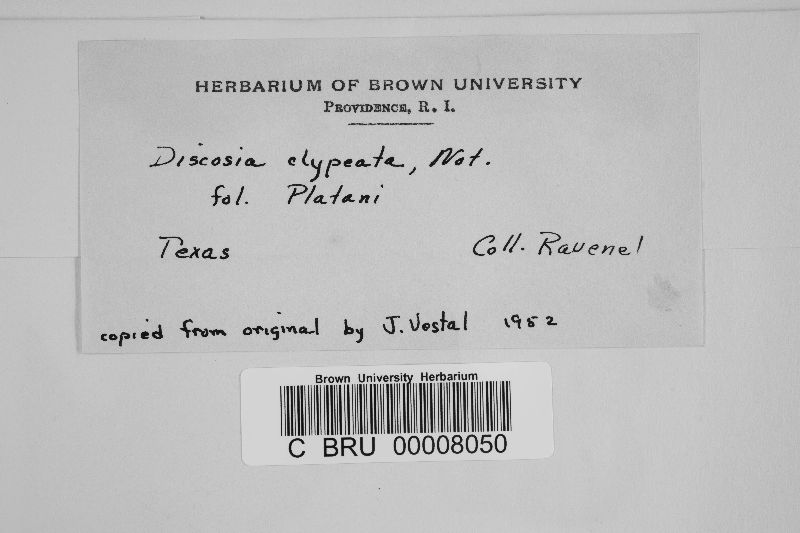 HERBARIUM OF BROWN UNIVERSITY
PROVIDENCE, R. I.
Discosia clypeata, Not.
fol. Platani
Texas Coll. Ravenel
copied from original by J. Vostal 1952
Brown University Herbarium
C BRU 00008050